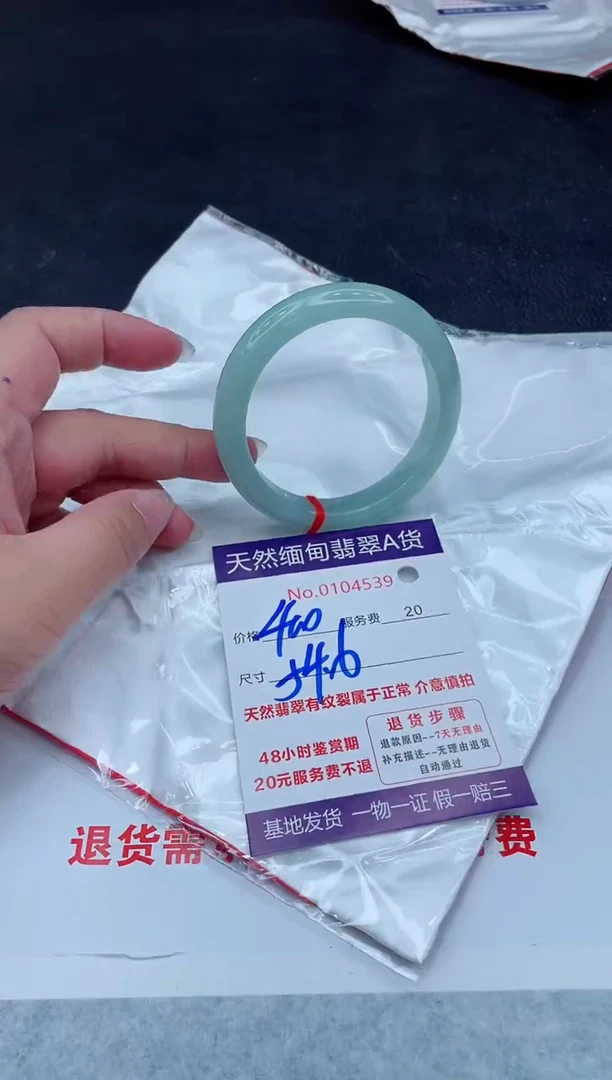 天然缅甸翡翠A货
No.0104539
价格 400 服务费 20
尺寸 54.6
天然翡翠有纹裂属于正常 介意慎拍
48小时鉴赏期
20元服务费不退
退货步骤
退款原因--7天无理由
补充描述--无理由退货
自动通过
基地发货 一物一证 假一赔三
退货需
费